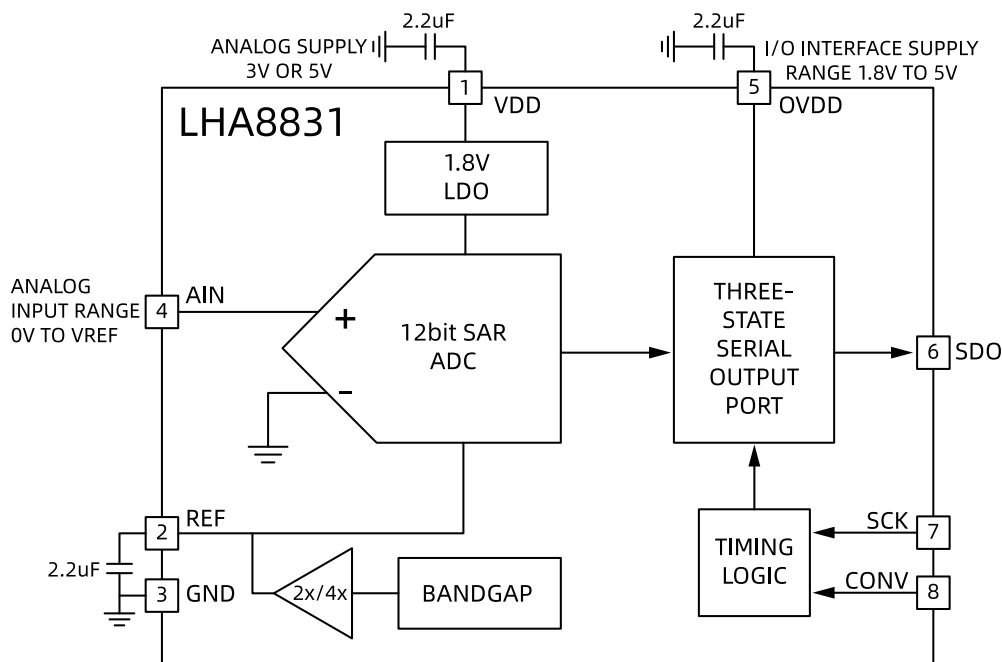 2.2uF
2.2uF
ANALOG SUPPLY
3V OR 5V
I/O INTERFACE SUPPLY
RANGE 1.8V TO 5V
1
VDD
5
OVDD
LHA8831
1.8V
LDO
ANALOG
INPUT RANGE
0V TO VREF
4
AIN
+
-
12bit SAR
ADC
THREE-
STATE
SERIAL
OUTPUT
PORT
6
SDO
2
REF
2.2uF
3
GND
2x/4x
BANDGAP
TIMING
LOGIC
SCK
7
CONV
8